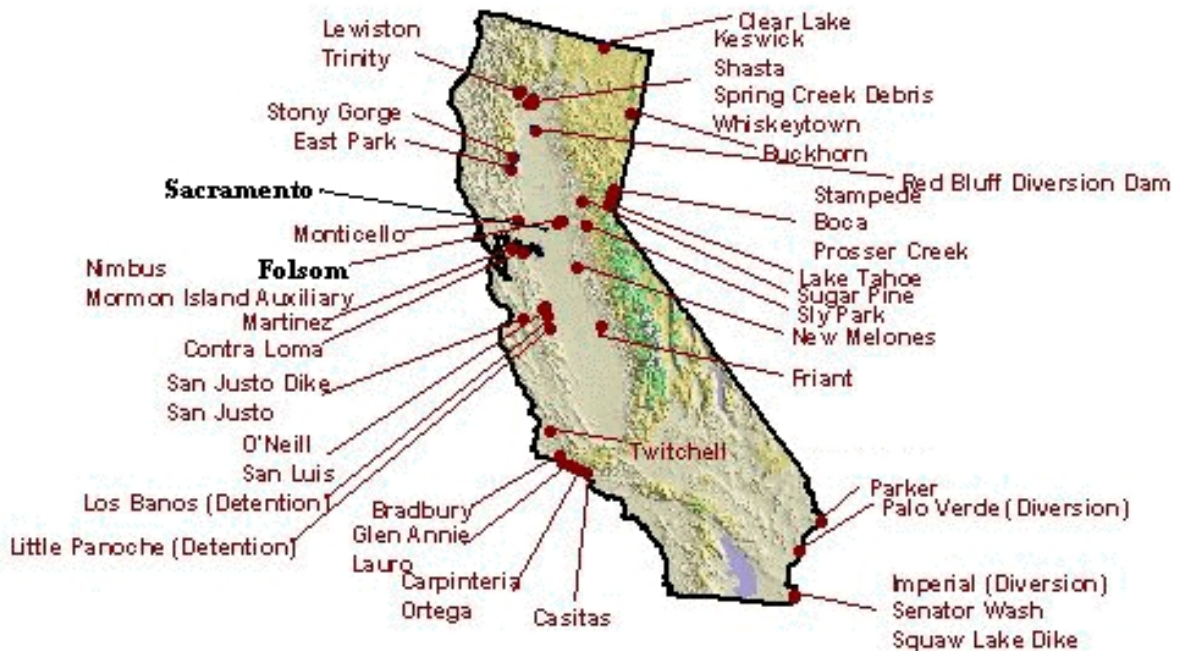 Lewiston
Trinity
Stony Gorge
East Park
Sacramento
Monticello
Folsom
Nimbus
Mormon Island Auxiliary
Martinez
Contra Loma
San Justo Dike
San Justo
O'Neill
San Luis
Los Banos (Detention)
Little Panoche (Detention)
Bradbury
Glen Annie
Lauro
Carpinteria
Ortega
Casitas
Twitchell
Clear Lake
Keswick
Shasta
Spring Creek Debris
Whiskeytown
Buckhorn
Red Bluff Diversion Dam
Stampede
Boca
Prosser Creek
Lake Tahoe
Sugar Pine
Sly Park
New Melones
Friant
Parker
Palo Verde (Diversion)
Imperial (Diversion)
Senator Wash
Squaw Lake Dike